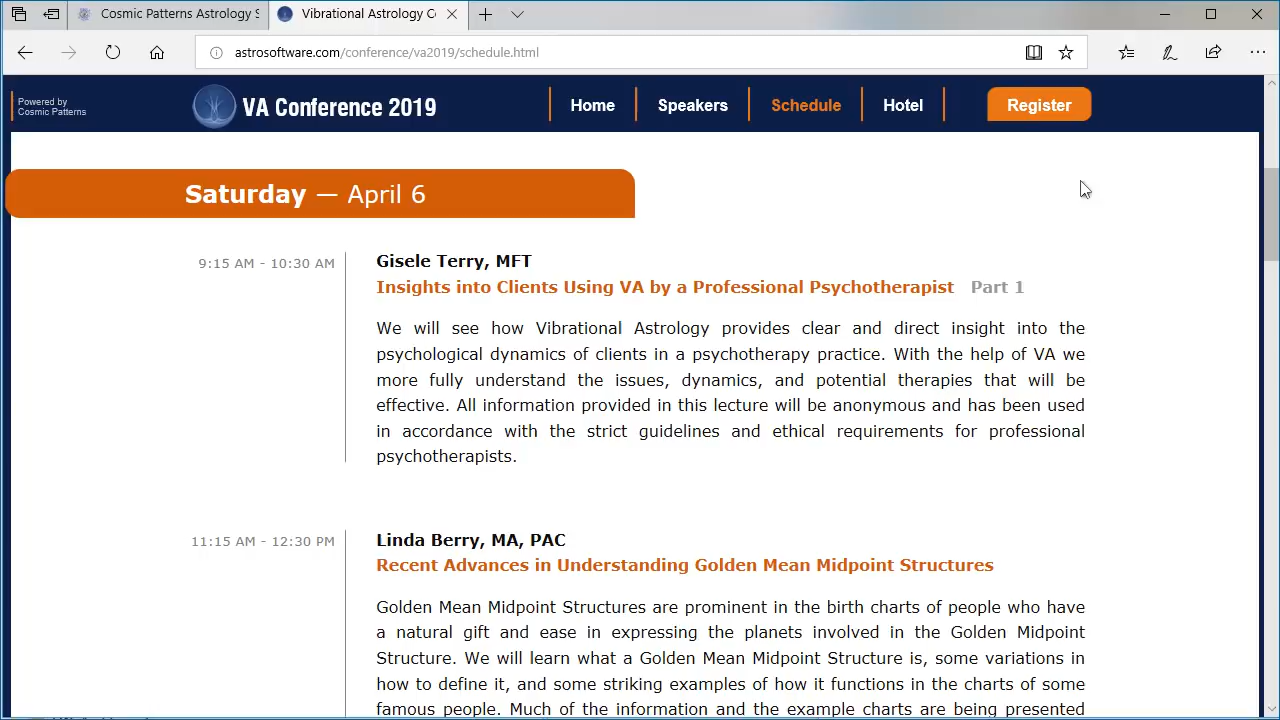 Cosmic Patterns Astrology S
Vibrational Astrology Co
astrosoftware.com/conference/va2019/schedule.html
Powered by
Cosmic Patterns
VA Conference 2019
Home
Speakers
Schedule
Hotel
Register
Saturday — April 6
9:15 AM - 10:30 AM
Gisele Terry, MFT
Insights into Clients Using VA by a Professional Psychotherapist Part 1
We will see how Vibrational Astrology provides clear and direct insight into the
psychological dynamics of clients in a psychotherapy practice. With the help of VA we
more fully understand the issues, dynamics, and potential therapies that will be
effective. All information provided in this lecture will be anonymous and has been used
in accordance with the strict guidelines and ethical requirements for professional
psychotherapists.
11:15 AM - 12:30 PM
Linda Berry, MA, PAC
Recent Advances in Understanding Golden Mean Midpoint Structures
Golden Mean Midpoint Structures are prominent in the birth charts of people who have
a natural gift and ease in expressing the planets involved in the Golden Midpoint
Structure. We will learn what a Golden Mean Midpoint Structure is, some variations in
how to define it, and some striking examples of how it functions in the charts of some
famous people. Much of the information and the example charts are being presented